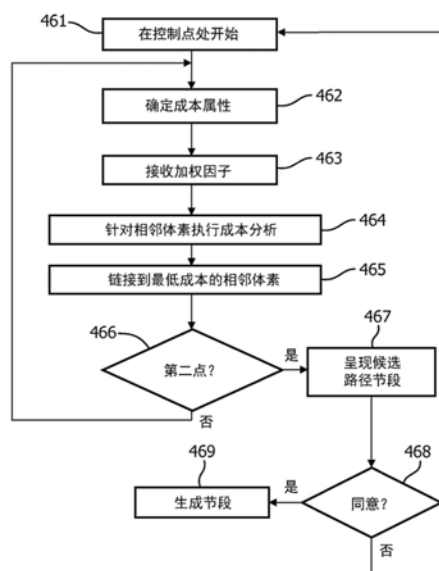 461
在控制点处开始
确定成本属性
462
接收加权因子
463
针对相邻体素执行成本分析
464
链接到最低成本的相邻体素
465
466
第二点？
是
否
467
呈现候选
路径节段
468
同意？
是
否
469
生成节段